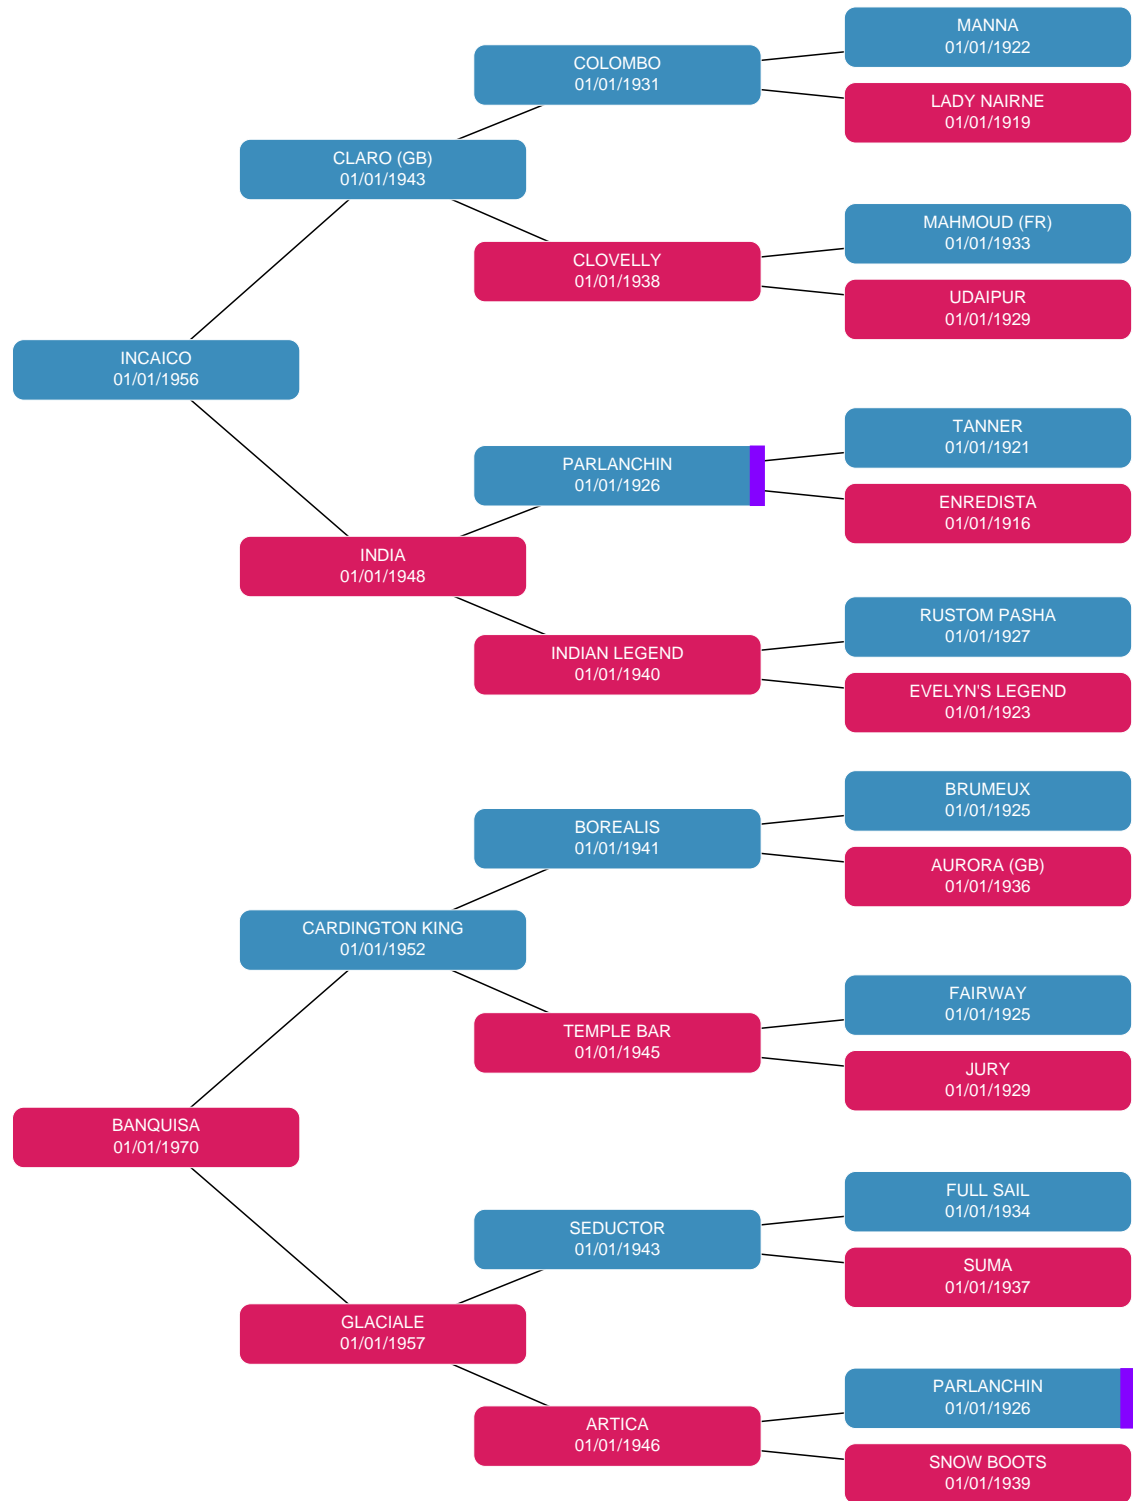 MANNA
01/01/1922
COLOMBO
01/01/1931
LADY NAIRNE
01/01/1919
CLARO (GB)
01/01/1943
MAHMOUD (FR)
01/01/1933
CLOVELLY
01/01/1938
UDAIPUR
01/01/1929
INCAICO
01/01/1956
TANNER
01/01/1921
PARLANCHIN
01/01/1926
ENREDISTA
01/01/1916
INDIA
01/01/1948
RUSTOM PASHA
01/01/1927
INDIAN LEGEND
01/01/1940
EVELYN'S LEGEND
01/01/1923
BRUMEUX
01/01/1925
BOREALIS
01/01/1941
AURORA (GB)
01/01/1936
CARDINGTON KING
01/01/1952
FAIRWAY
01/01/1925
TEMPLE BAR
01/01/1945
JURY
01/01/1929
BANQUISA
01/01/1970
FULL SAIL
01/01/1934
SEDUCTOR
01/01/1943
SUMA
01/01/1937
GLACIALE
01/01/1957
PARLANCHIN
01/01/1926
ARTICA
01/01/1946
SNOW BOOTS
01/01/1939